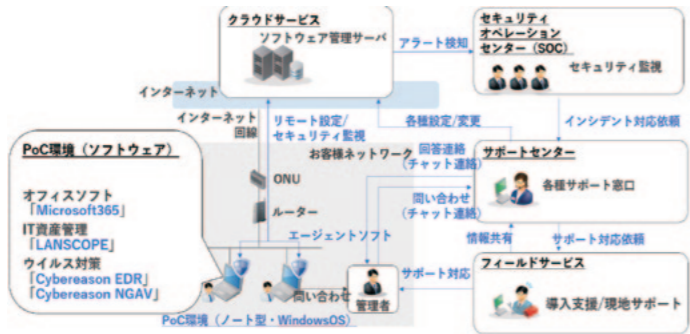 クラウドサービス
ソフトウェア管理サーバ
アラート検知
セキュリティ
オペレーション
センター（SOC）
セキュリティ監視
インターネット
インターネット
回線
リモート設定/
セキュリティ監視
各種設定/変更
インシデント対応依頼
PoC環境（ソフトウェア）
オフィスソフト
「Microsoft365」
IT資産管理
「LANSCOPE」
ウイルス対策
「Cybereason EDR」
「Cybereason NGAV」
お客様ネットワーク
回答連絡
（チャット連絡）
サポートセンター
各種サポート窓口
ONU
ルーター
問い合わせ
（チャット連絡）
エージェントソフト
情報共有
サポート対応依頼
フィールドサービス
問い合わせ
管理者
サポート対応
導入支援/現地サポート
PoC環境（ノート型・WindowsOS）